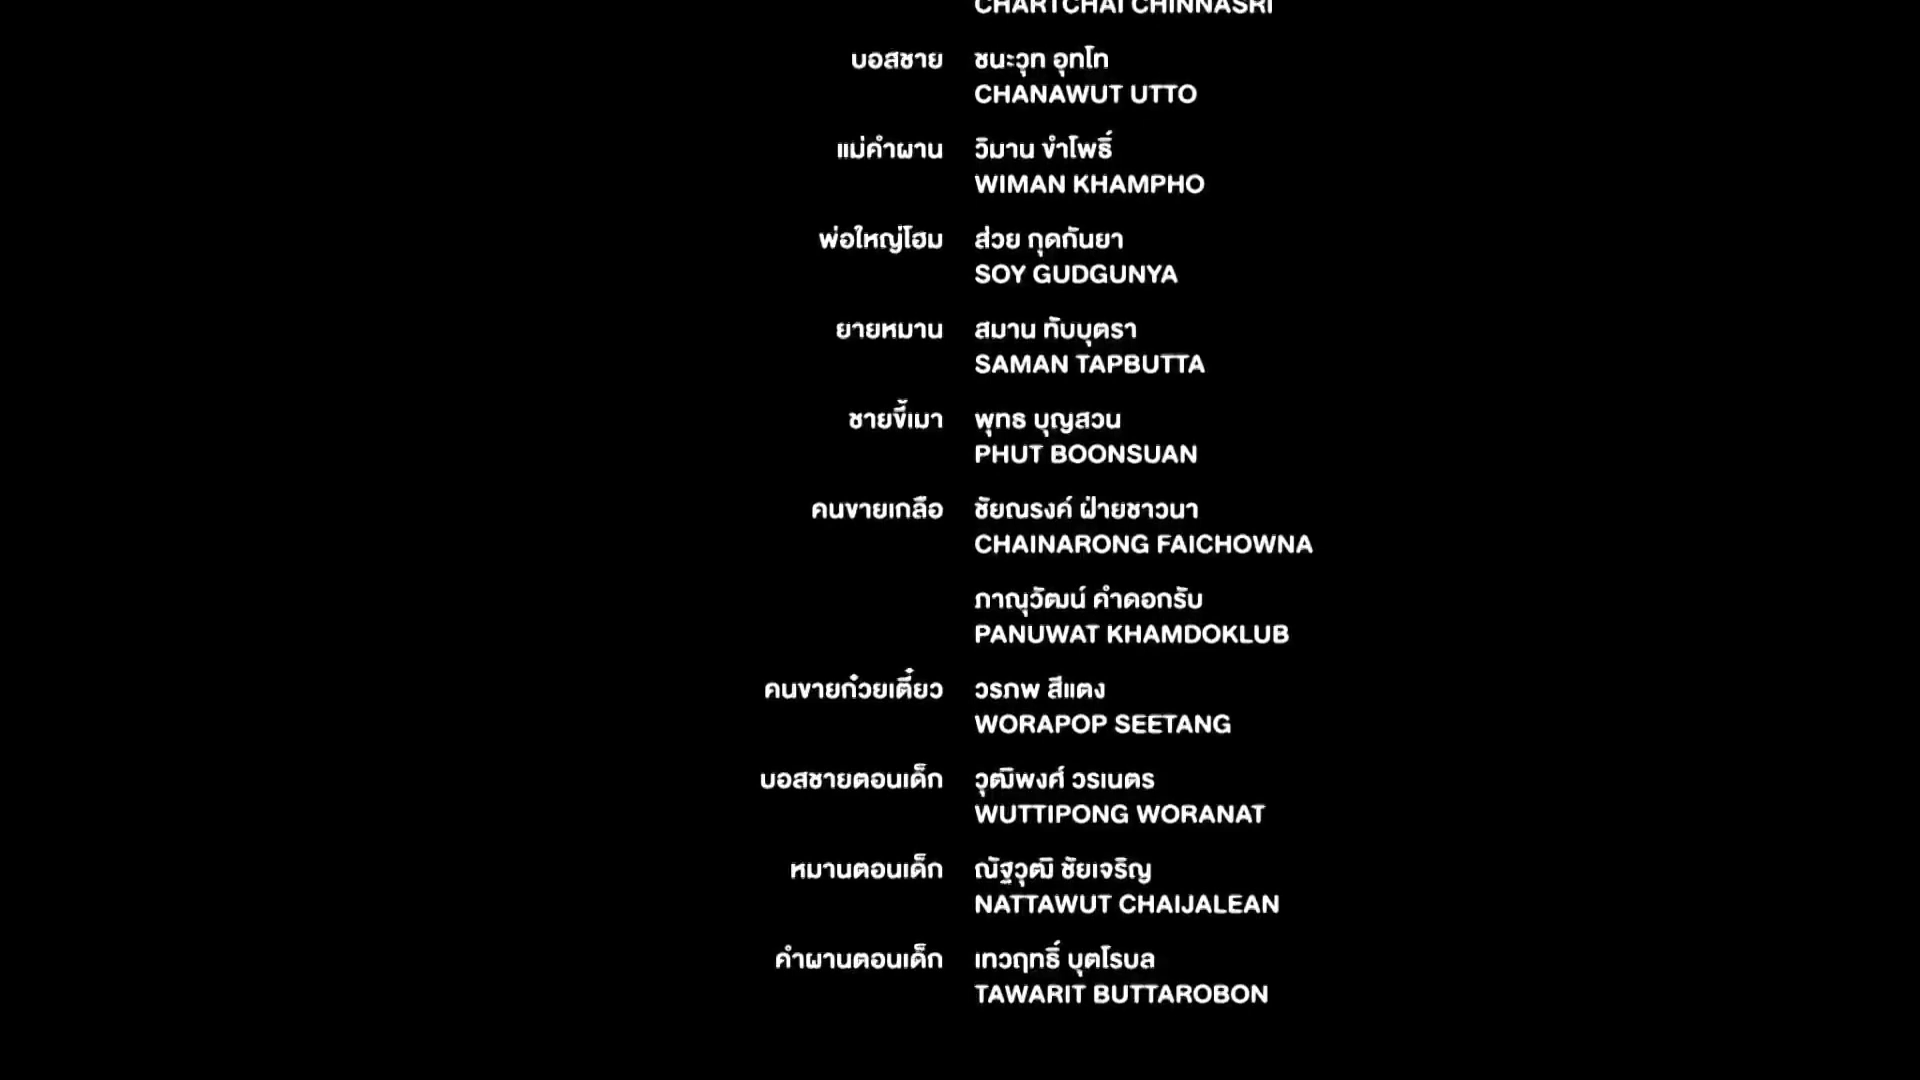 CHARTCHAI CHINNASRI
บอสชาย ชนะวุท อุทโท
CHANAWUT UTTO
แม่คำผาน วิมาน ขำโพธิ์
WIMAN KHAMPHO
พ่อใหญ่โฮม ส่วย กุดกันยา
SOY GUDGUNYA
ยายหมาน สมาน ทับบุตรา
SAMAN TAPBUTTA
ชายขี้เมา พุทธ บุญสวน
PHUT BOONSUAN
คนขายเกลือ ชัยณรงค์ ฝ่ายชาวนา
CHAINARONG FAICHOWNA
ภาณุวัฒน์ คำดอกรับ
PANUWAT KHAMDOKLUB
คนขายก๋วยเตี๋ยว วรภพ สีแตง
WORAPOP SEETANG
บอสชายตอนเด็ก วุฒิพงศ์ วรเนตร
WUTTIPONG WORANAT
หมานตอนเด็ก ณัฐวุฒิ ชัยเจริญ
NATTAWUT CHAIJALEAN
คำผานตอนเด็ก เทวฤทธิ์ บุตโรบล
TAWARIT BUTTAROBON